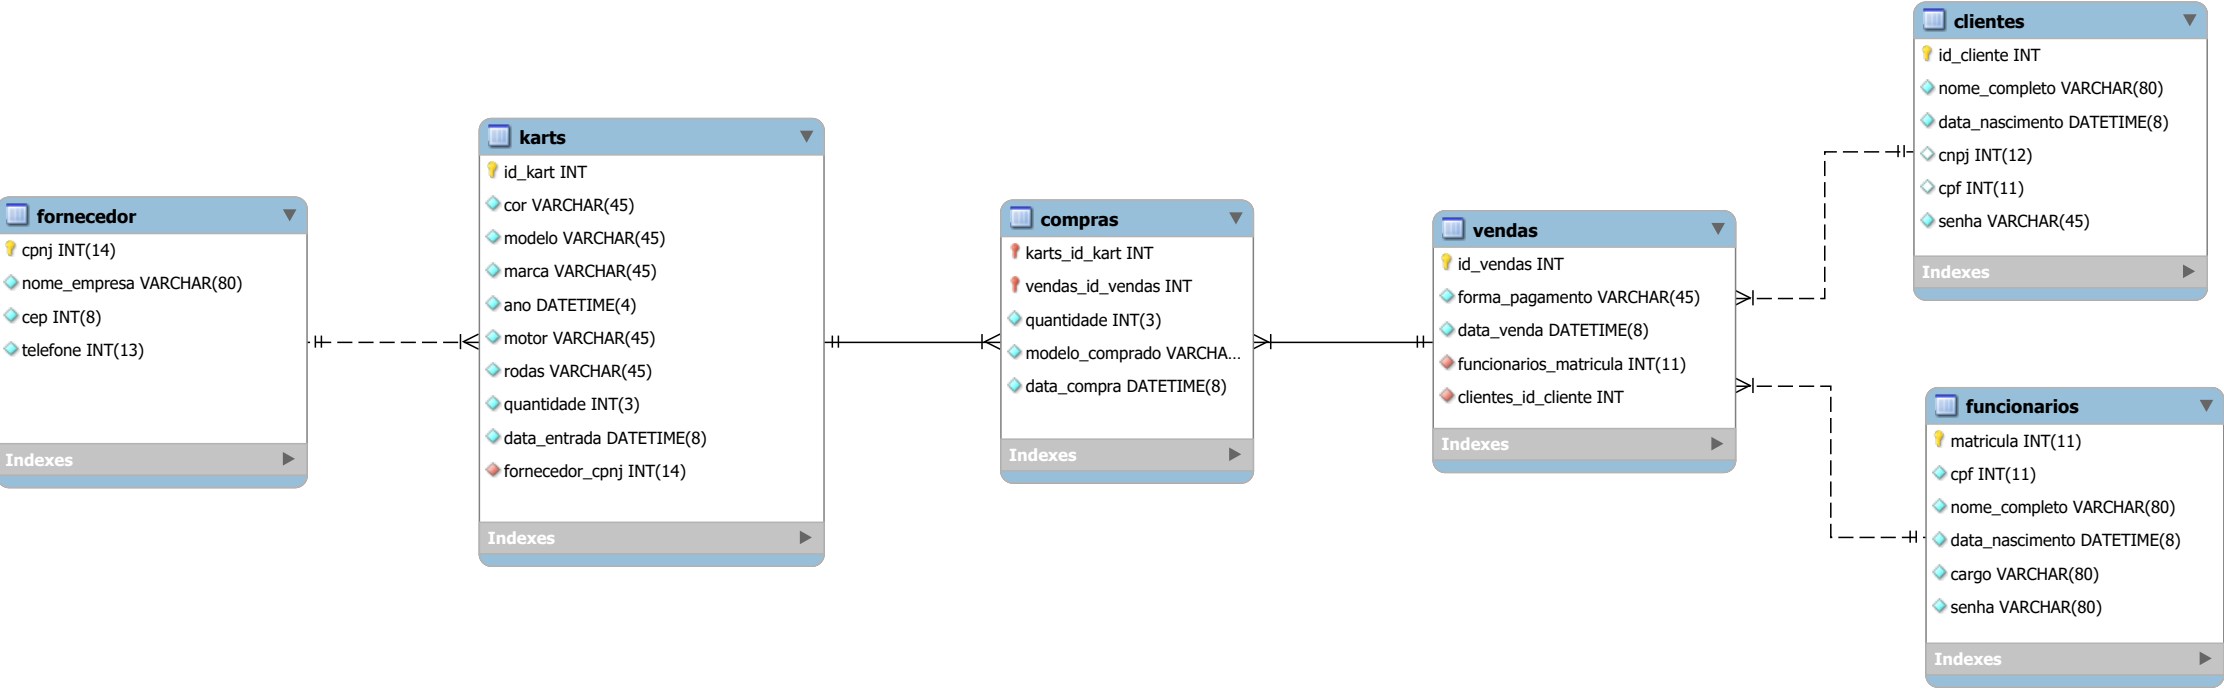 fornecedor
cpnj INT(14)
nome_empresa VARCHAR(80)
cep INT(8)
telefone INT(13)
Indexes
karts
id_kart INT
cor VARCHAR(45)
modelo VARCHAR(45)
marca VARCHAR(45)
ano DATETIME(4)
motor VARCHAR(45)
rodas VARCHAR(45)
quantidade INT(3)
data_entrada DATETIME(8)
fornecedor_cpnj INT(14)
Indexes
compras
karts_id_kart INT
vendas_id_vendas INT
quantidade INT(3)
modelo_comprado VARCHA...
data_compra DATETIME(8)
Indexes
vendas
id_vendas INT
forma_pagamento VARCHAR(45)
data_venda DATETIME(8)
funcionarios_matricula INT(11)
clientes_id_cliente INT
Indexes
clientes
id_cliente INT
nome_completo VARCHAR(80)
data_nascimento DATETIME(8)
cnpj INT(12)
cpf INT(11)
senha VARCHAR(45)
Indexes
funcionarios
matricula INT(11)
cpf INT(11)
nome_completo VARCHAR(80)
data_nascimento DATETIME(8)
cargo VARCHAR(80)
senha VARCHAR(80)
Indexes